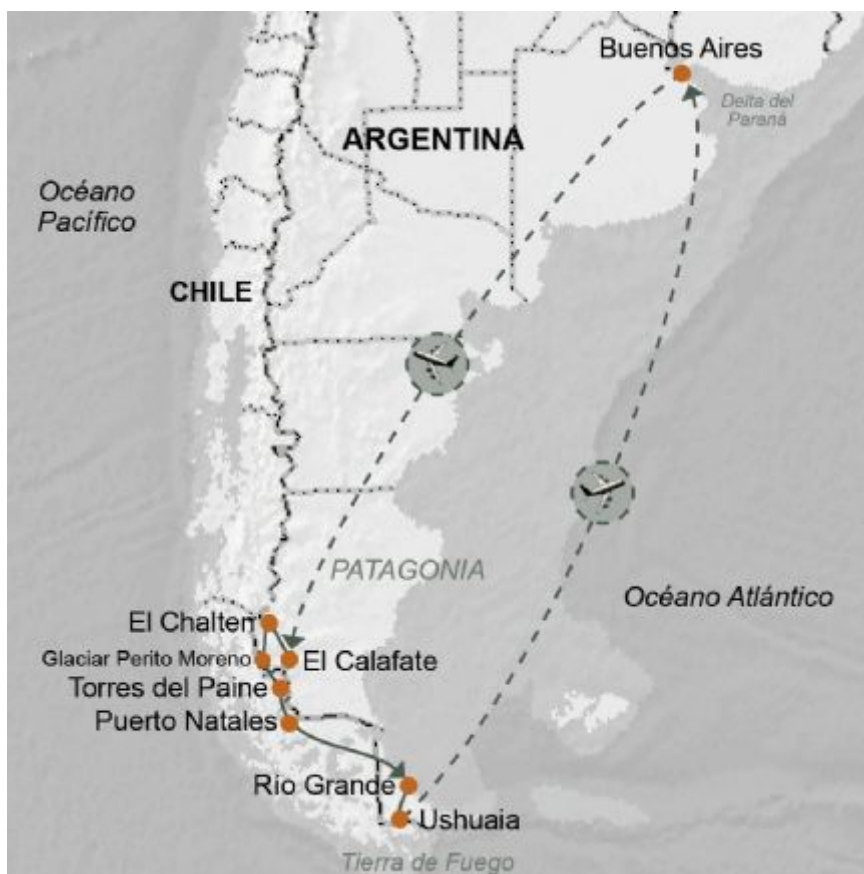 Buenos Aires
Delta del
Paraná
ARGENTINA
Océano
Pacífico
CHILE
PATAGONIA
Océano Atlántico
El Chalten
Glaciar Perito Moreno
El Calafate
Torres del Paine
Puerto Natales
Río Grande
Ushuaia
Tierra de Fuego